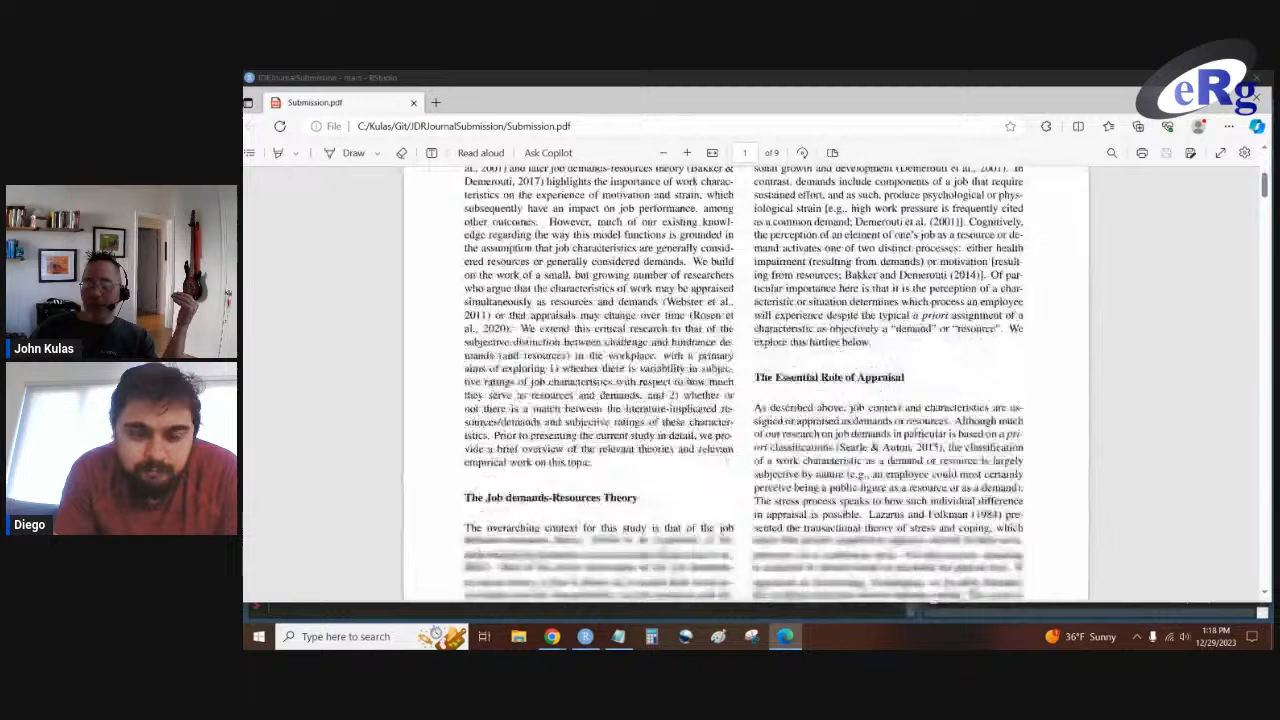 eRg
JDRJournalSubmission - main - RStudio
Submission.pdf
File
C:/Kulas/Git/JDRJournalSubmission/Submission.pdf
Draw
Read aloud
Ask Copilot
1
of 9
al., 2001) and later job demands-resources theory (Bakker &
Demerouti, 2017) highlights the importance of work charac-
teristics on the experience of motivation and strain, which
subsequently have an impact on job performance, among
other outcomes. However, much of our existing knowl-
edge regarding the way this model functions is grounded in
the assumption that job characteristics are generally consid-
ered resources or generally considered demands. We build
on the work of a small, but growing number of researchers
who argue that the characteristics of work may be appraised
simultaneously as resources and demands (Webster et al.,
2011) or that appraisals may change over time (Rosen et
al., 2020). We extend this critical research to that of the
subjective distinction between challenge and hindrance de-
mands (and resources) in the workplace, with a primary
aims of exploring 1) whether there is variability in subjec-
tive ratings of job characteristics with respect to how much
they serve as resources and demands, and 2) whether or
not there is a match between the literature-implicated re-
sources/demands and subjective ratings of these character-
istics. Prior to presenting the current study in detail, we pro-
vide a brief overview of the relevant theories and relevant
empirical work on this topic.
The Job demands-Resources Theory
The overarching context for this study is that of the job
sonal growth and development (Demerouti et al., 2001). In
contrast, demands include components of a job that require
sustained effort, and as such, produce psychological or phys-
iological strain [e.g., high work pressure is frequently cited
as a common demand; Demerouti et al. (2001)]. Cognitively,
the perception of an element of one's job as a resource or de-
mand activates one of two distinct processes: either health
impairment (resulting from demands) or motivation [result-
ing from resources; Bakker and Demerouti (2014)]. Of par-
ticular importance here is that it is the perception of a char-
acteristic or situation determines which process an employee
will experience despite the typical a priori assignment of a
characteristic as objectively a “demand” or “resource”. We
explore this further below.
The Essential Role of Appraisal
As described above, job context and characteristics are as-
signed or appraised as demands or resources. Although much
of our research on job demands in particular is based on a pri-
ori classifications (Searle & Auton, 2015), the classification
of a work characteristic as a demand or resource is largely
subjective by nature (e.g., an employee could most certainly
perceive being a public figure as a resource or as a demand).
The stress process speaks to how such individual difference
in appraisal is possible. Lazarus and Folkman (1984) pre-
sented the transactional theory of stress and coping, which
John Kulas
Diego
Type here to search
36°F Sunny
1:18 PM
12/29/2023